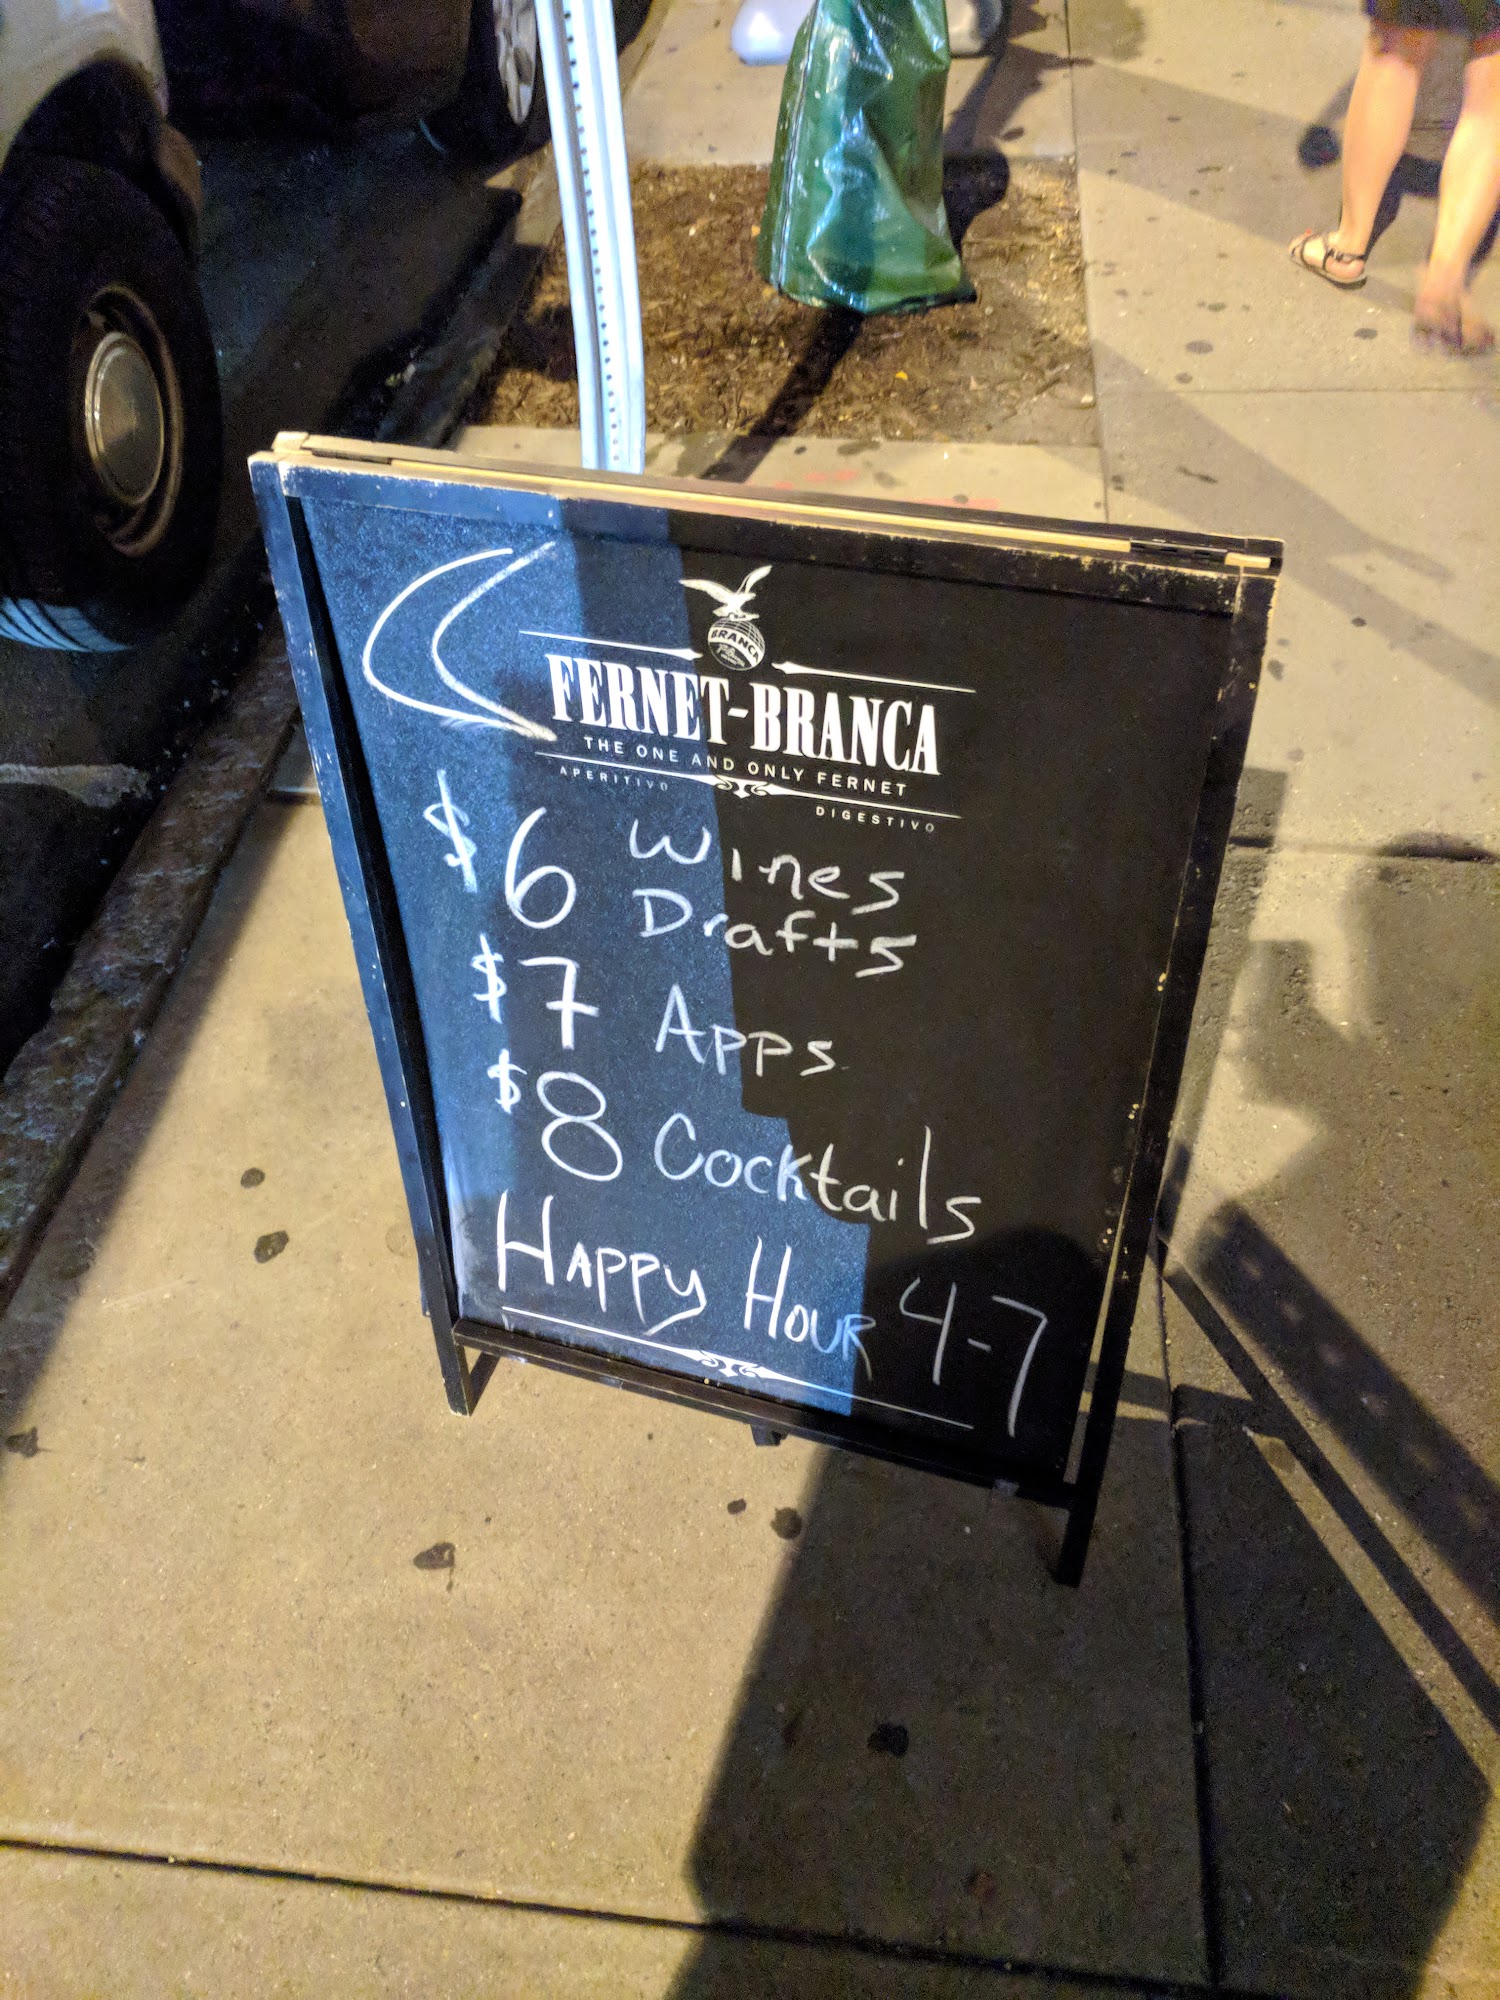 BRANCA
FERNET-BRANCA
THE ONE AND ONLY FERNET
APERITIVO
DIGESTIVO
$6 Wines
Drafts
$7 Apps
$8 Cocktails
HAPPY HOUR 4-7